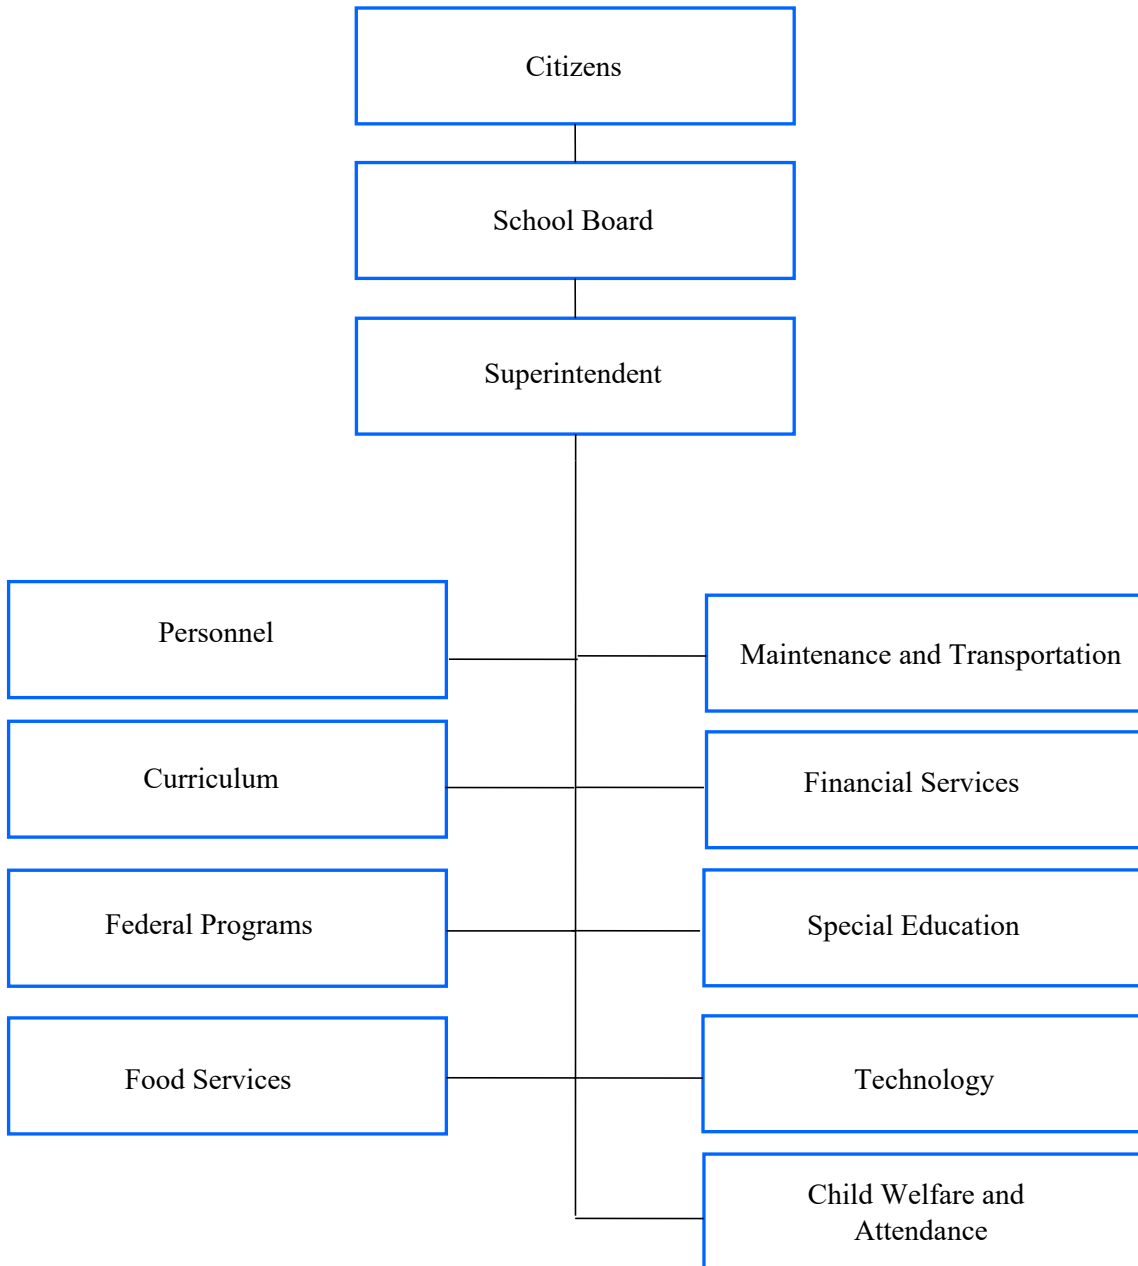 Citizens
School Board
Superintendent
Personnel
Maintenance and Transportation
Curriculum
Financial Services
Federal Programs
Special Education
Food Services
Technology
Child Welfare and
Attendance